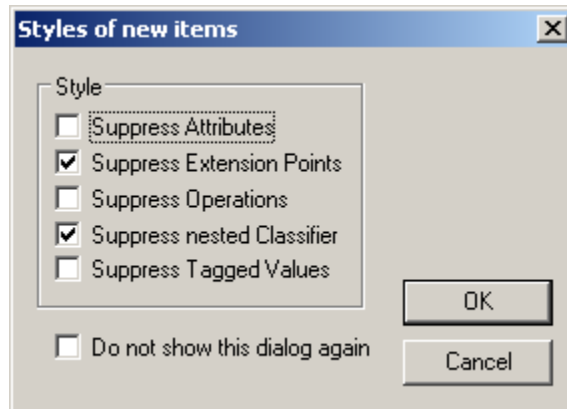 Styles of new items
Style
Suppress Attributes
Suppress Extension Points
Suppress Operations
Suppress nested Classifier
Suppress Tagged Values
OK
Do not show this dialog again
Cancel